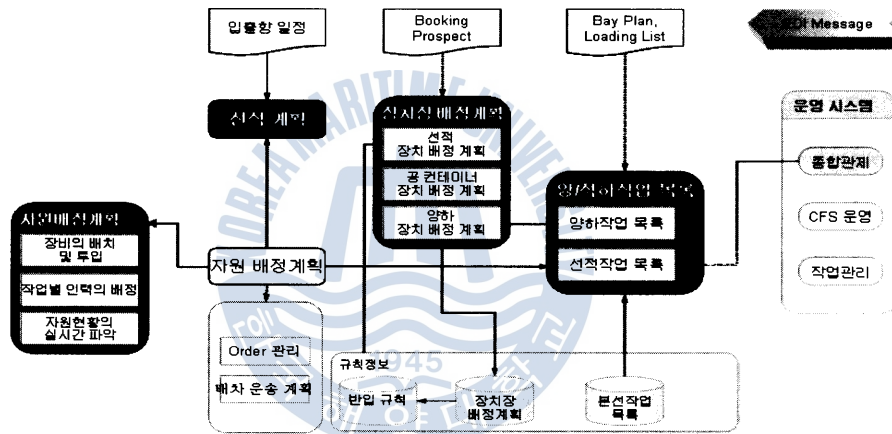 입출항 일정
Booking
Prospect
Bay Plan,
Loading List
EDI Message
선석 계획
장치장 배정계획
선적
장치 배정 계획
공 컨테이너
장치 배정 계획
양하
장치 배정 계획
양/적하작업 목록
양하작업 목록
선적작업 목록
운영 시스템
종합관제
CFS 운영
작업관리
자원배정계획
장비의 배치
및 투입
작업별 인력의 배정
자원현황의
실시간 파악
자원 배정계획
Order 관리
배차 운송 계획
규칙정보
반입 규칙
장치장
배정계획
본선작업
목록
KOREA MARITIME UNIVERSITY
1945